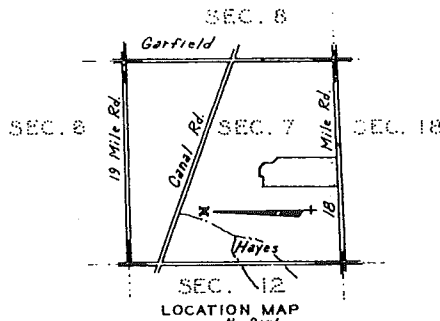 SEC. 8
Garfield
SEC. 6
19 Mile Rd.
Canal Rd.
SEC. 7
Mile Rd.
18
SEC. 18
Hayes
SEC. 12
LOCATION MAP